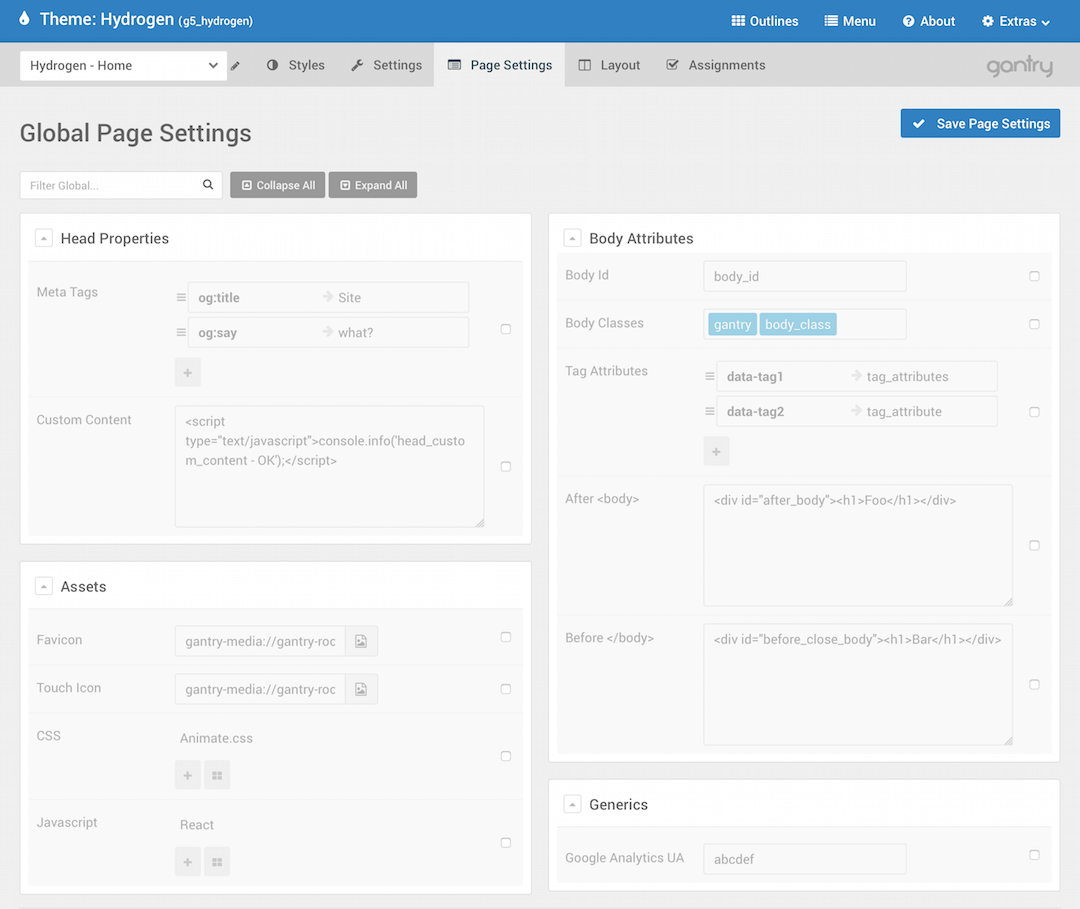 Theme: Hydrogen (g5_hydrogen)
Outlines
Menu
About
Extras
Hydrogen - Home
Styles
Settings
Page Settings
Layout
Assignments
gantry
Global Page Settings
Save Page Settings
Filter Global...
Collapse All
Expand All
Head Properties
Meta Tags
og:title
Site
og:say
what?
Custom Content
<script
type="text/javascript">console.info('head_custo
m_content - OK');</script>
Assets
Favicon
gantry-media://gantry-roc
Touch Icon
gantry-media://gantry-roc
CSS
Animate.css
Javascript
React
Body Attributes
Body Id
body_id
Body Classes
gantry
body_class
Tag Attributes
data-tag1
tag_attributes
data-tag2
tag_attribute
After <body>
<div id="after_body"><h1>Foo</h1></div>
Before </body>
<div id="before_close_body"><h1>Bar</h1></div>
Generics
Google Analytics UA
abcdef